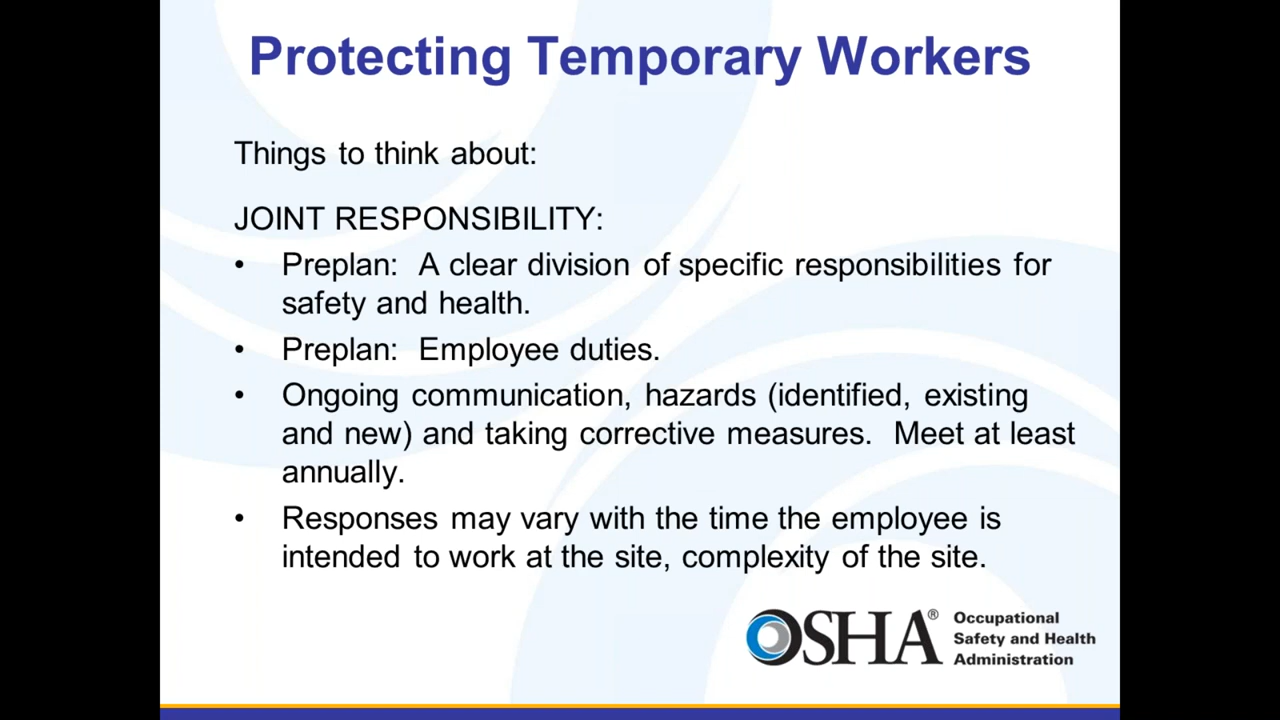 Protecting Temporary Workers
Things to think about:
JOINT RESPONSIBILITY:
• Preplan:  A clear division of specific responsibilities for
safety and health.
• Preplan:  Employee duties.
• Ongoing communication, hazards (identified, existing
and new) and taking corrective measures.  Meet at least
annually.
• Responses may vary with the time the employee is
intended to work at the site, complexity of the site.
OSHA®
Occupational
Safety and Health
Administration